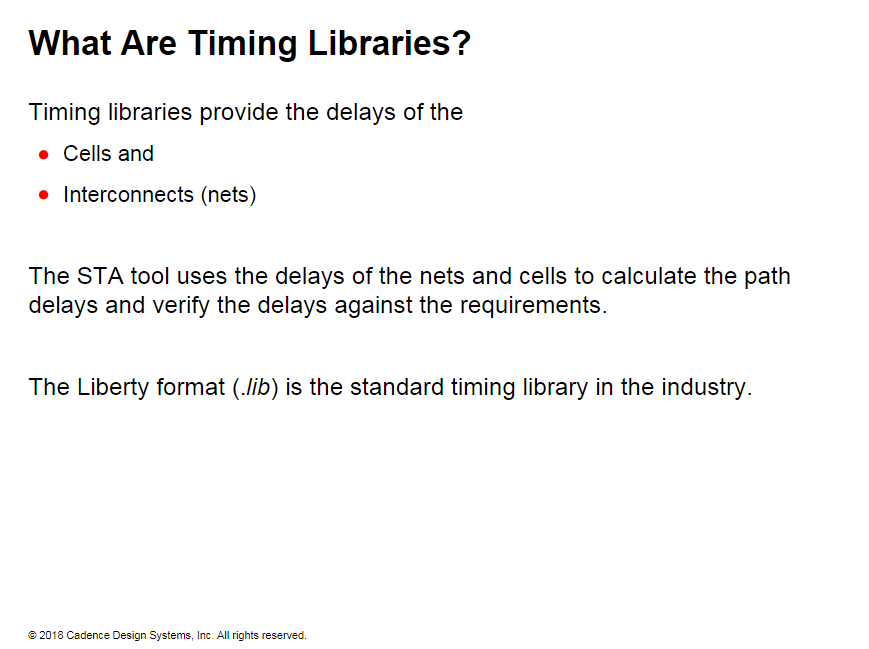 What Are Timing Libraries?
Timing libraries provide the delays of the
● Cells and
● Interconnects (nets)
The STA tool uses the delays of the nets and cells to calculate the path
delays and verify the delays against the requirements.
The Liberty format (.lib) is the standard timing library in the industry.
© 2018 Cadence Design Systems, Inc. All rights reserved.